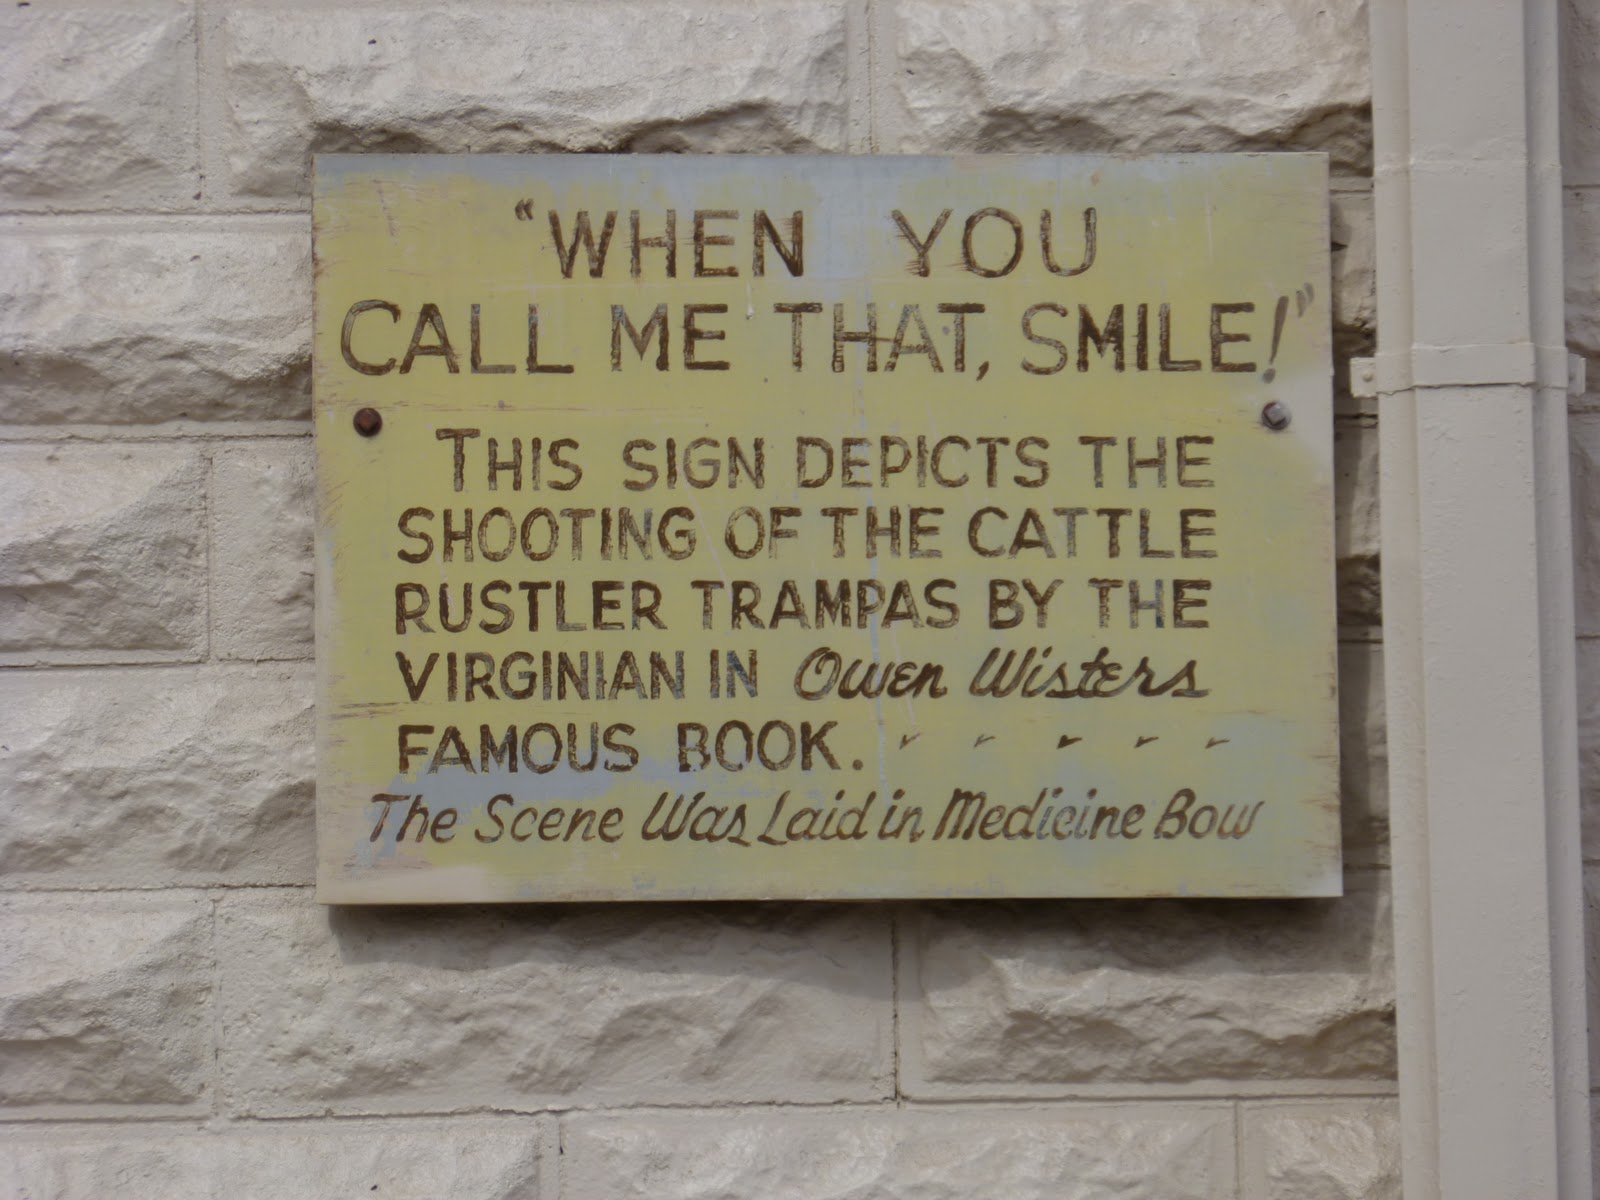 "WHEN YOU
CALL ME THAT, SMILE!"
THIS SIGN DEPICTS THE
SHOOTING OF THE CATTLE
RUSTLER TRAMPAS BY THE
VIRGINIAN IN Owen Wisters
FAMOUS BOOK.
The Scene Was Laid in Medicine Bow